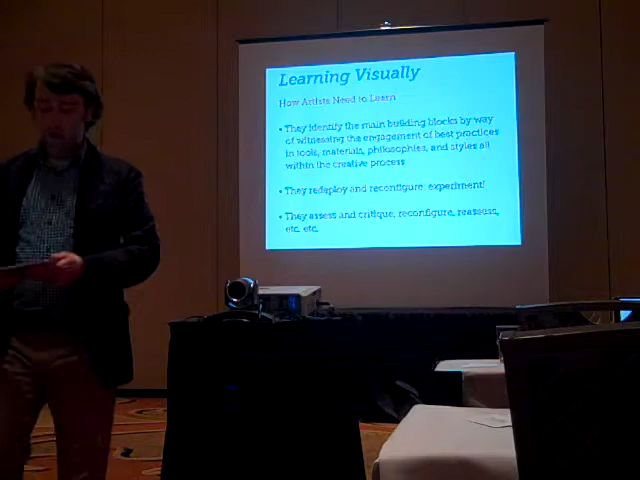 Learning Visually
How Artists Need to Learn
• They identify the main building blocks by way
of witnessing the engagement of best practices
in tools, materials, philosophies, and styles all
within the creative process
• They redeploy and reconfigure, experiment!
• They assess and critique, reconfigure, reassess,
etc. etc.